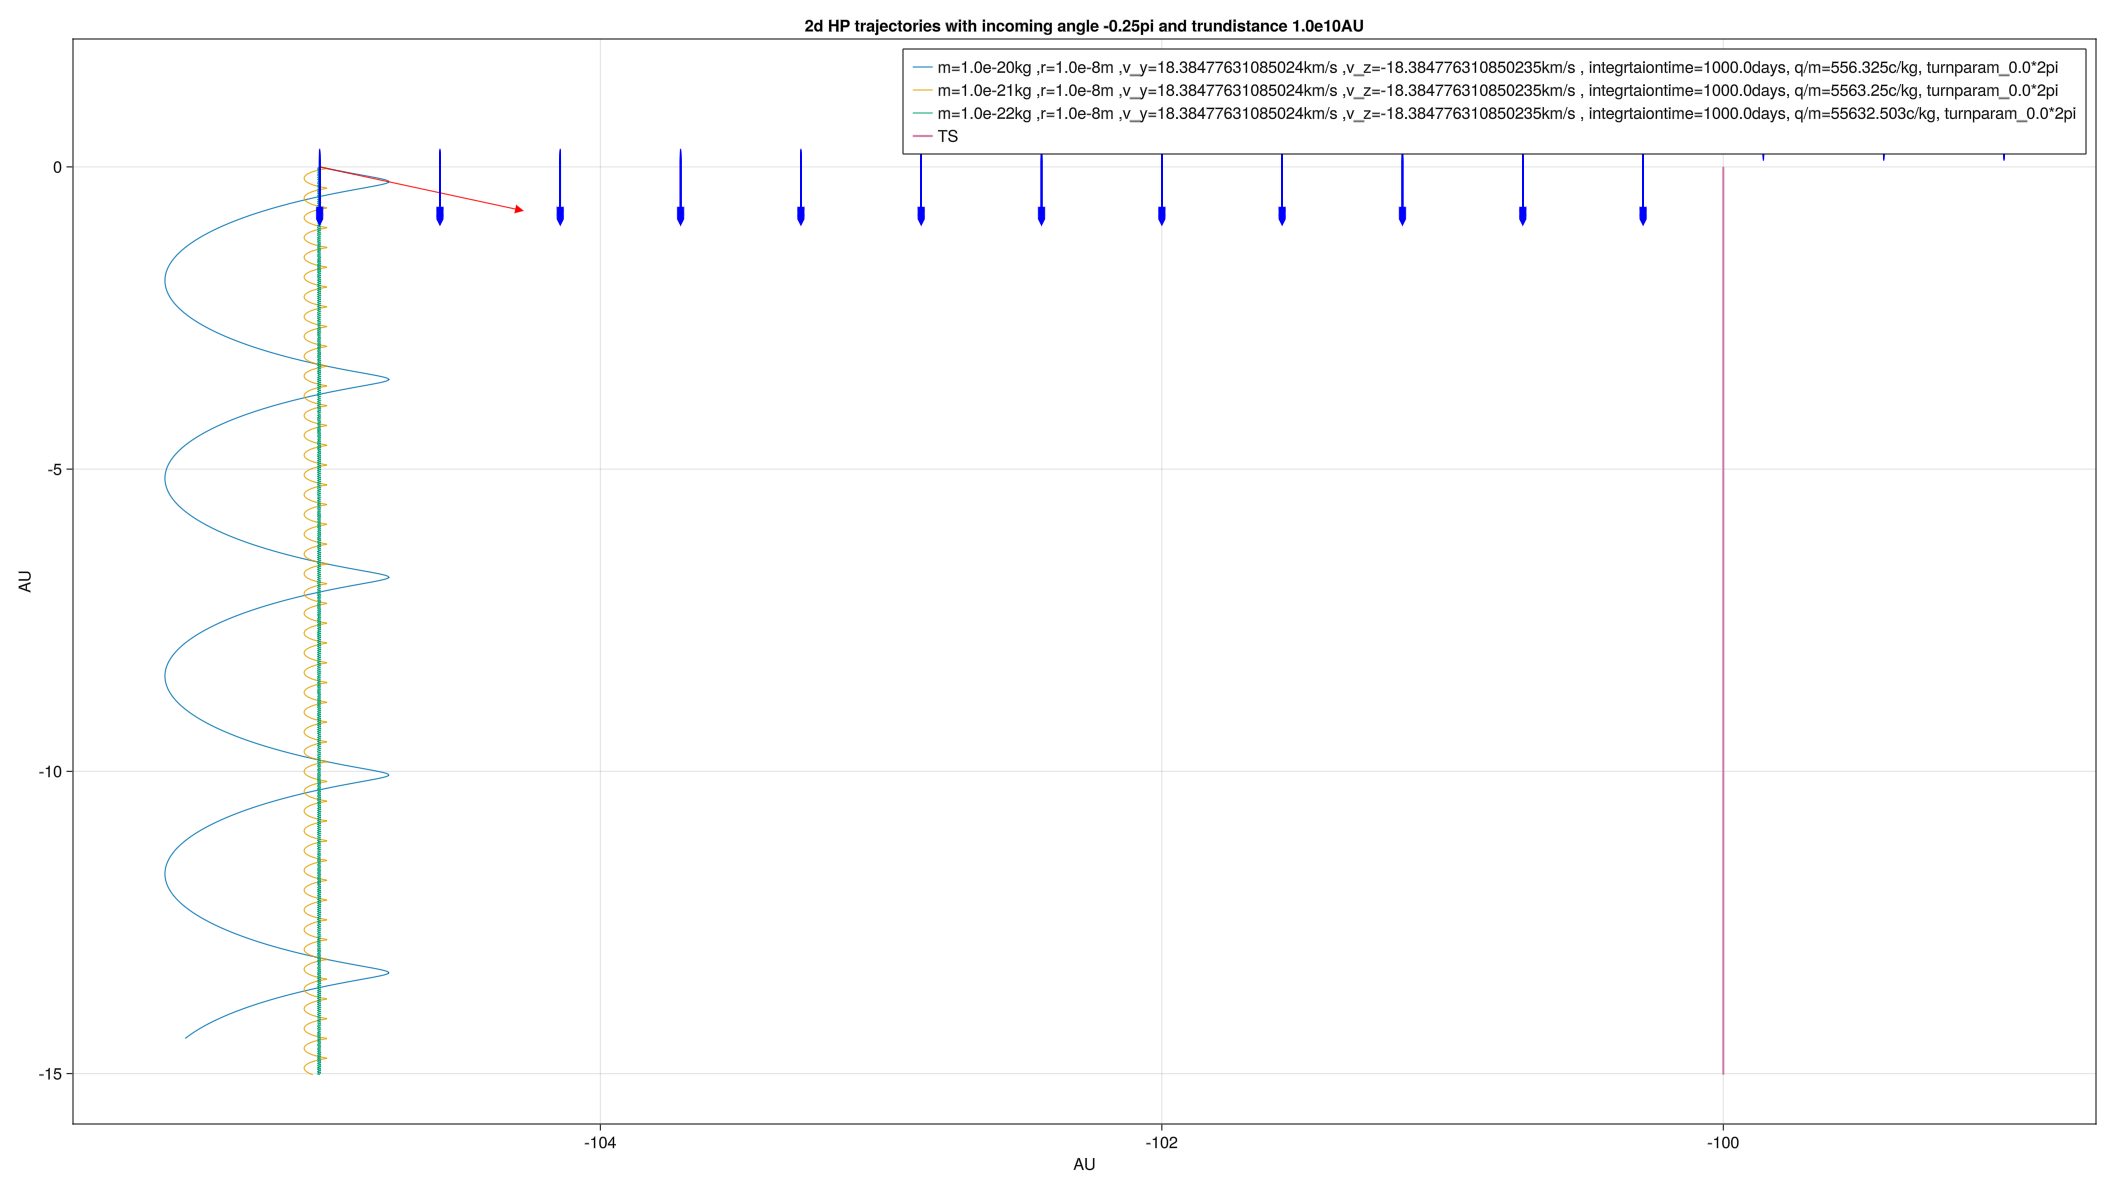 2d HP trajectories with incoming angle -0.25pi and trundistance 1.0e10AU
m=1.0e-20kg ,r=1.0e-8m ,v_y=18.38477631085024km/s ,v_z=-18.384776310850235km/s , integrtaiontime=1000.0days, q/m=556.325c/kg, turnparam_0.0*2pi
m=1.0e-21kg ,r=1.0e-8m ,v_y=18.38477631085024km/s ,v_z=-18.384776310850235km/s , integrtaiontime=1000.0days, q/m=5563.25c/kg, turnparam_0.0*2pi
m=1.0e-22kg ,r=1.0e-8m ,v_y=18.38477631085024km/s ,v_z=-18.384776310850235km/s , integrtaiontime=1000.0days, q/m=55632.503c/kg, turnparam_0.0*2pi
TS
0
-5
-10
-15
AU
-104
-102
-100
AU